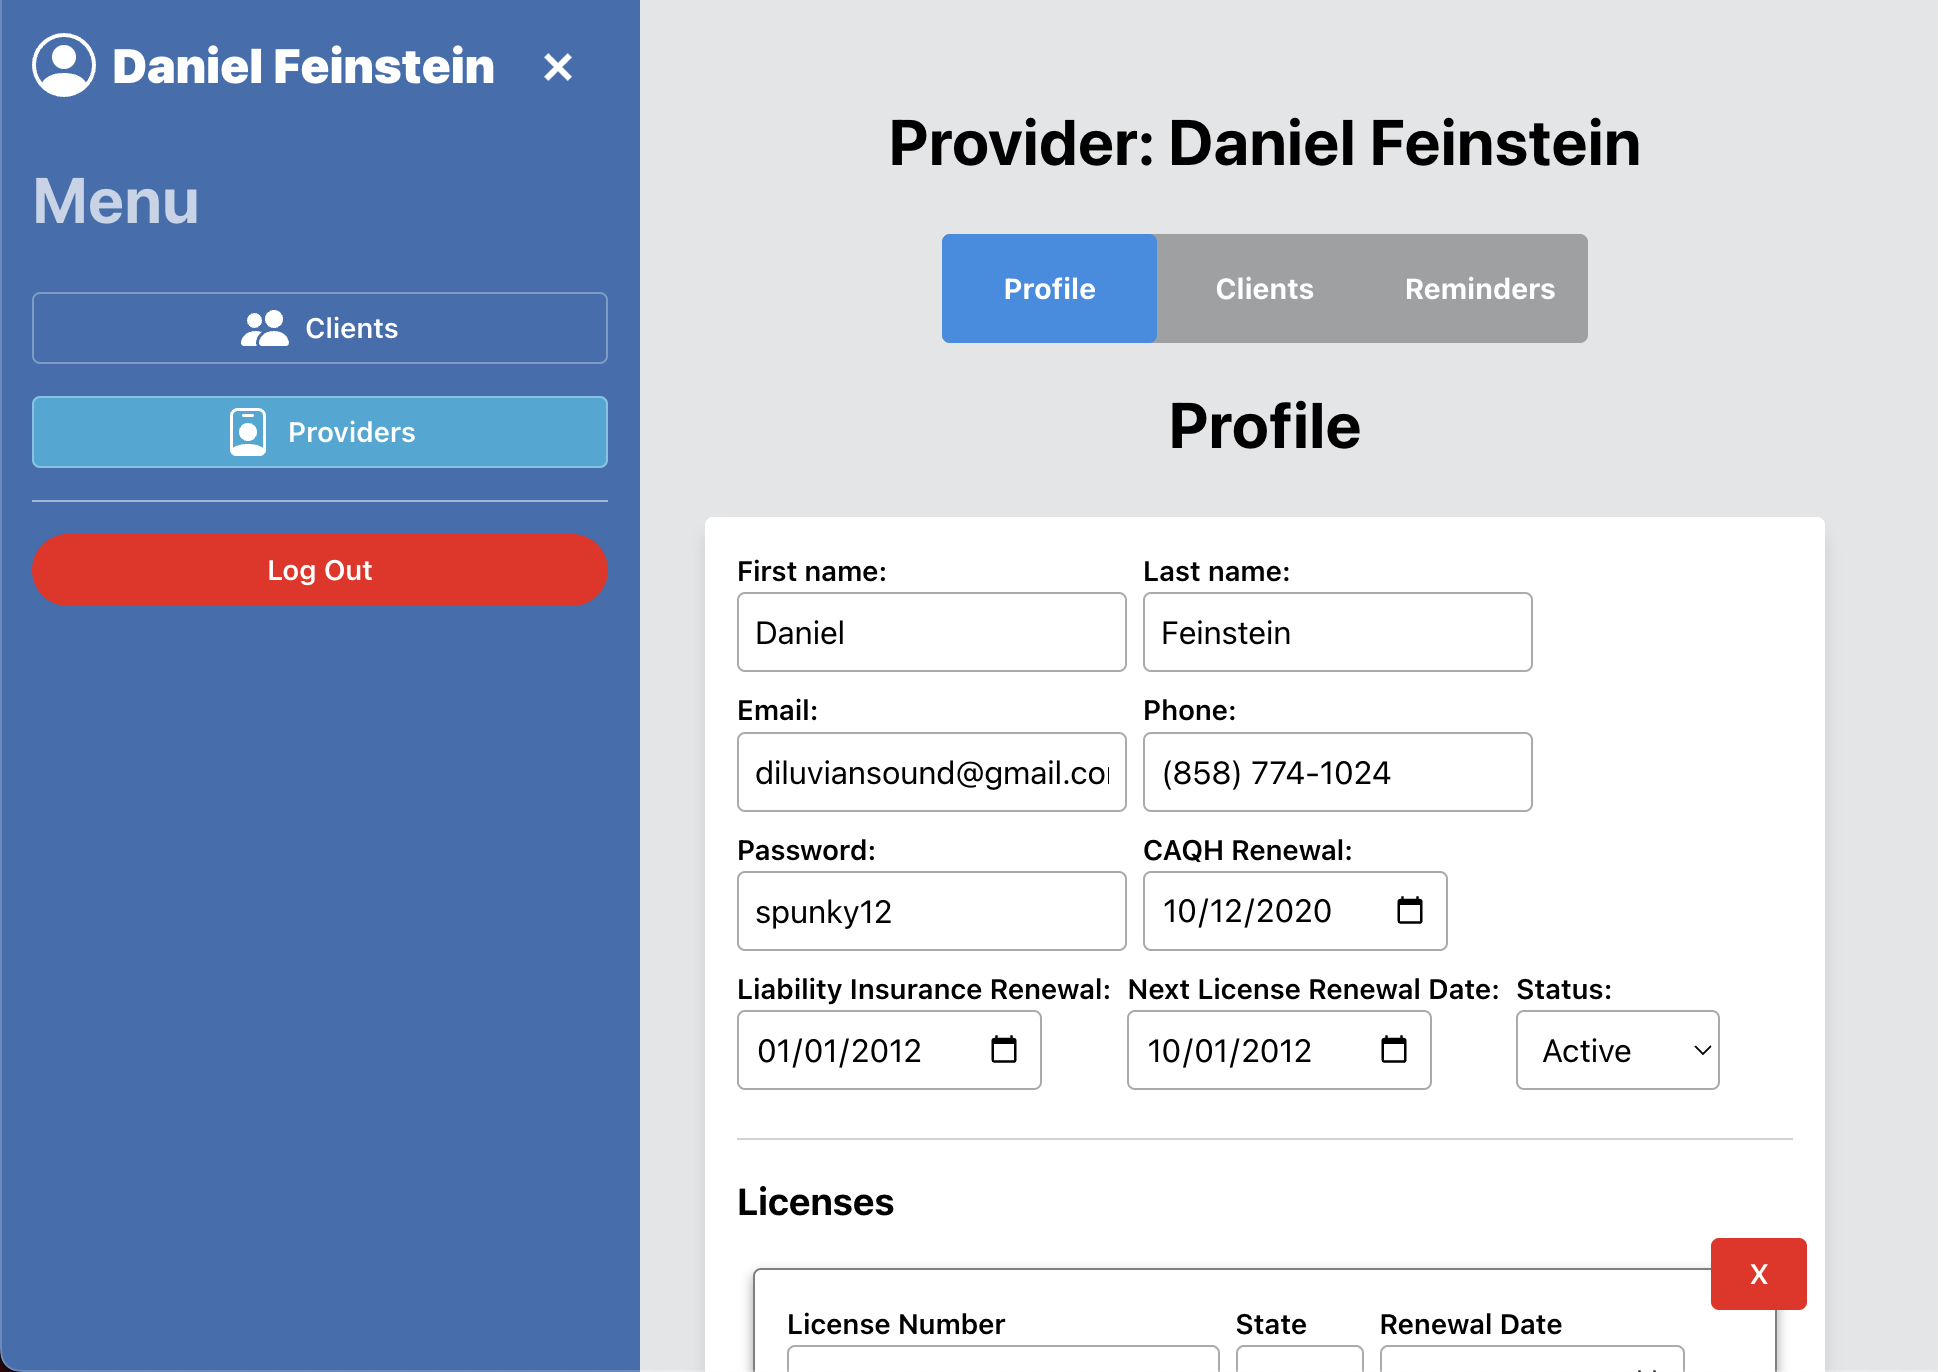 Daniel Feinstein ×
Menu
Clients
Providers
Log Out
Provider: Daniel Feinstein
Profile Clients Reminders
Profile
First name: Last name:
Daniel Feinstein
Email: Phone:
diluviansound@gmail.co (858) 774-1024
Password: CAQH Renewal:
spunky12 10/12/2020
Liability Insurance Renewal: Next License Renewal Date: Status:
01/01/2012 10/01/2012 Active
Licenses
X
License Number State Renewal Date